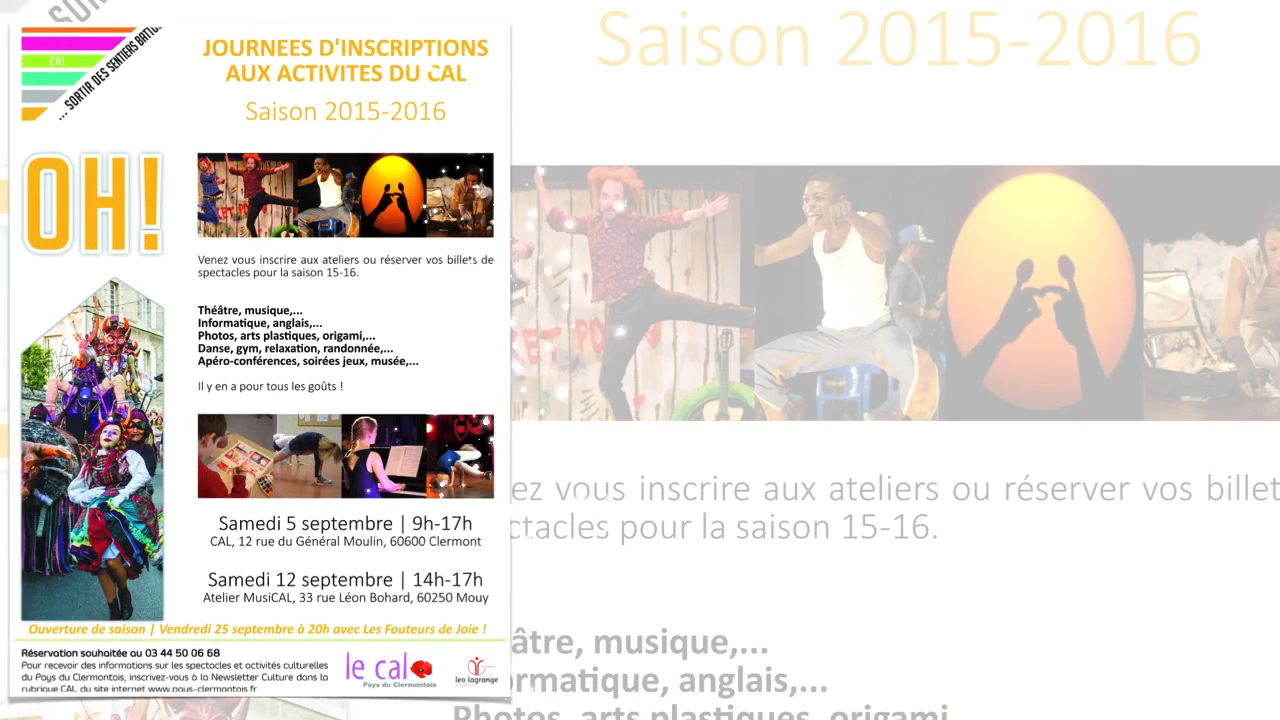 SON
CAL
... SORTIR DES SENTIERS BATTUS
JOURNEES D'INSCRIPTIONS
AUX ACTIVITES DU CAL
Saison 2015-2016
OH!
Venez vous inscrire aux ateliers ou réserver vos billets de
spectacles pour la saison 15-16.
Théâtre, musique,...
Informatique, anglais,...
Photos, arts plastiques, origami,...
Danse, gym, relaxation, randonnée,...
Apéro-conférences, soirées jeux, musée,...
Il y en a pour tous les goûts !
Samedi 5 septembre | 9h-17h
CAL, 12 rue du Général Moulin, 60600 Clermont
Samedi 12 septembre | 14h-17h
Atelier MusiCAL, 33 rue Léon Bohard, 60250 Mouy
Ouverture de saison | Vendredi 25 septembre à 20h avec Les Fouteurs de Joie !
Réservation souhaitée au 03 44 50 06 68
Pour recevoir des informations sur les spectacles et activités culturelles
du Pays du Clermontois, inscrivez-vous à la Newsletter Culture dans la
rubrique CAL du site internet www.pays-clermontois.fr
le cal
Pays du Clermontois
leo lagrange
Saison 2015-2016
ez vous inscrire aux ateliers ou réserver vos billet
ctacles pour la saison 15-16.
âtre, musique,...
ormatique, anglais,...
Photos, arts plastiques, origami